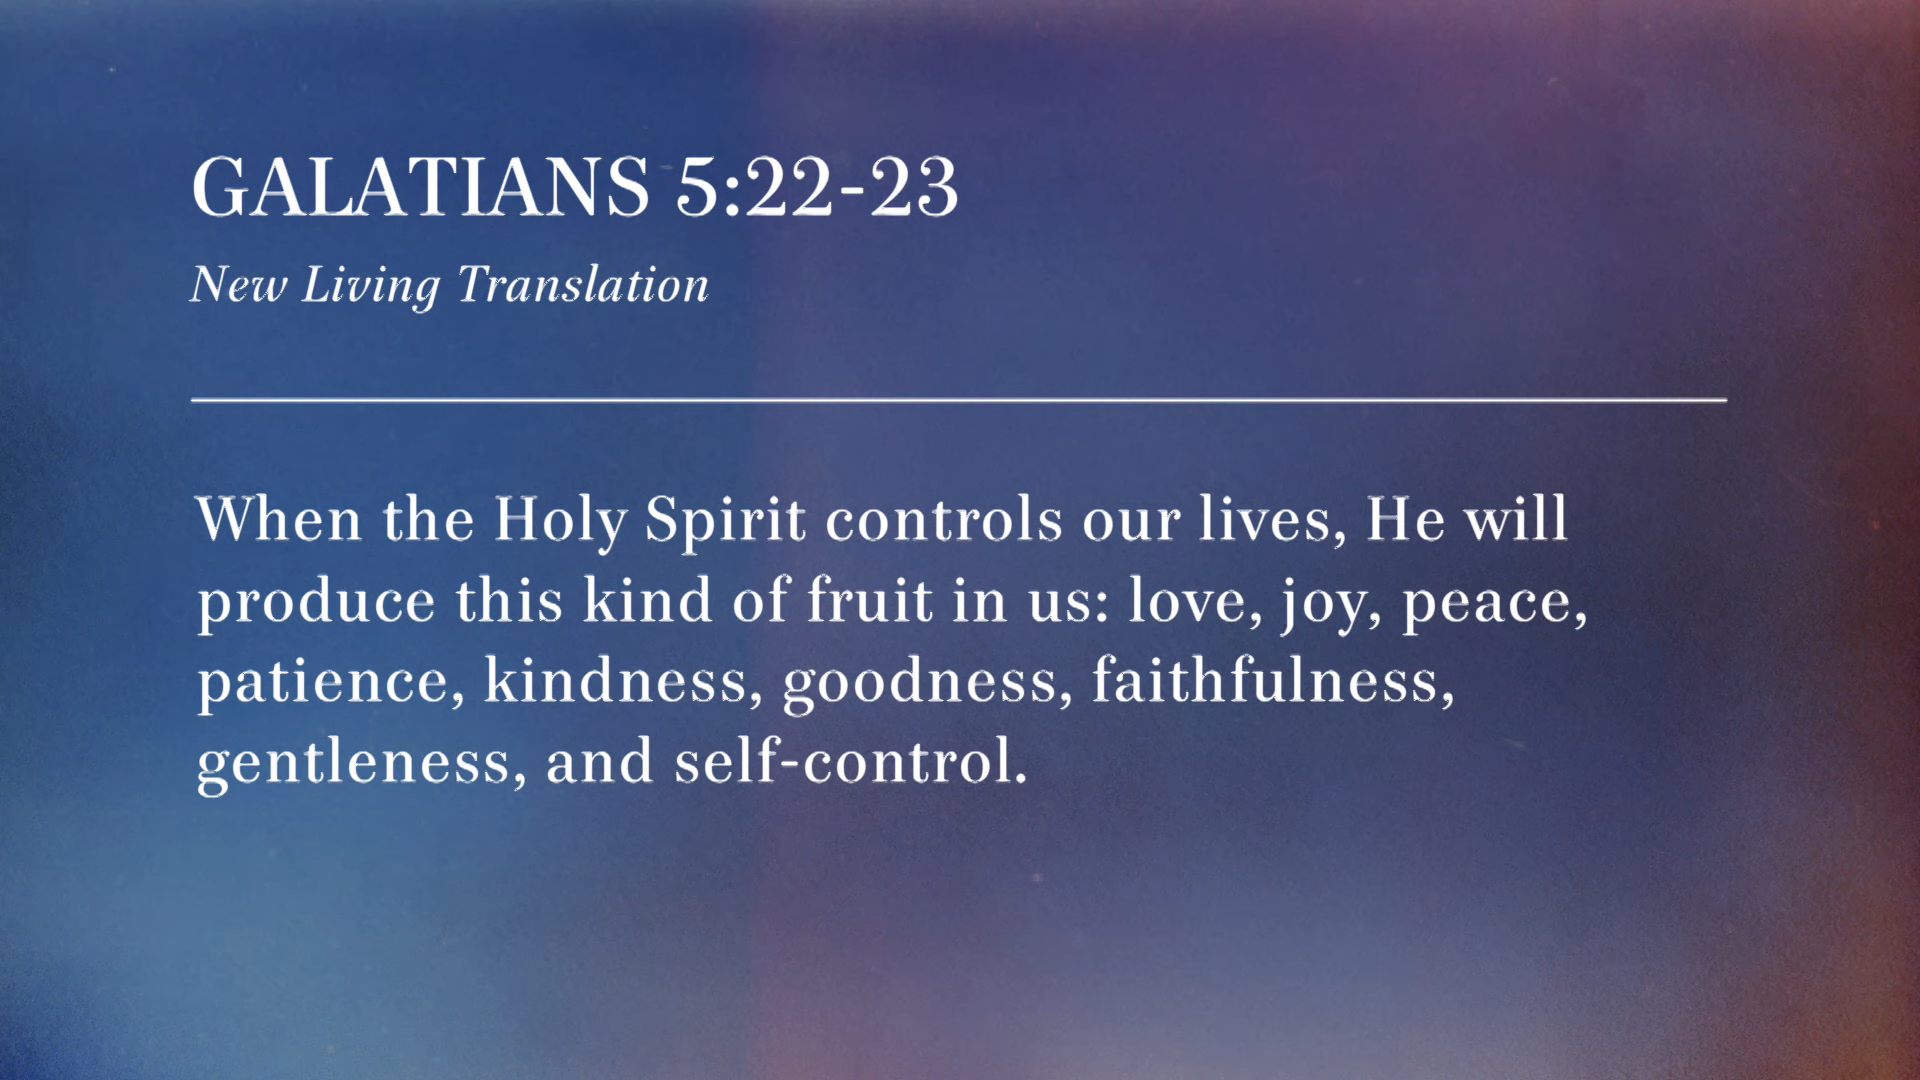 GALATIANS 5:22-23
New Living Translation
When the Holy Spirit controls our lives, He will
produce this kind of fruit in us: love, joy, peace,
patience, kindness, goodness, faithfulness,
gentleness, and self-control.